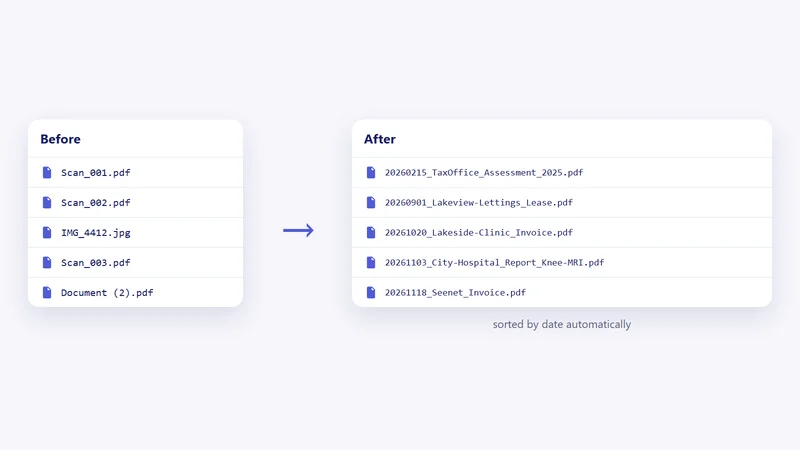 Before
Scan_001.pdf
Scan_002.pdf
IMG_4412.jpg
Scan_003.pdf
Document (2).pdf
After
20260215_TaxOffice_Assessment_2025.pdf
20260901_Lakeview-Lettings_Lease.pdf
20261020_Lakeside-Clinic_Invoice.pdf
20261103_City-Hospital_Report_Knee-MRI.pdf
20261118_Seenet_Invoice.pdf
sorted by date automatically